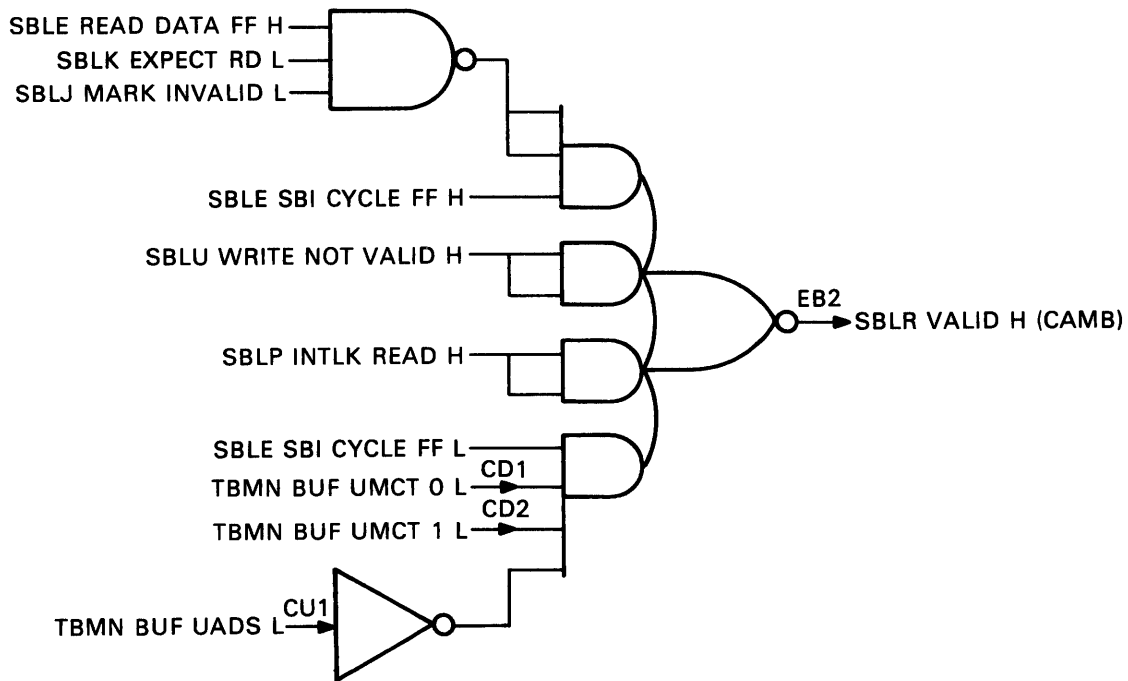 SBLE READ DATA FF H
SBLK EXPECT RD L
SBLJ MARK INVALID L
SBLE SBI CYCLE FF H
SBLU WRITE NOT VALID H
EB2
SBLR VALID H (CAMB)
SBLP INTLK READ H
SBLE SBI CYCLE FF L
CD1
TBMN BUF UMCT 0 L
CD2
TBMN BUF UMCT 1 L
CU1
TBMN BUF UADS L